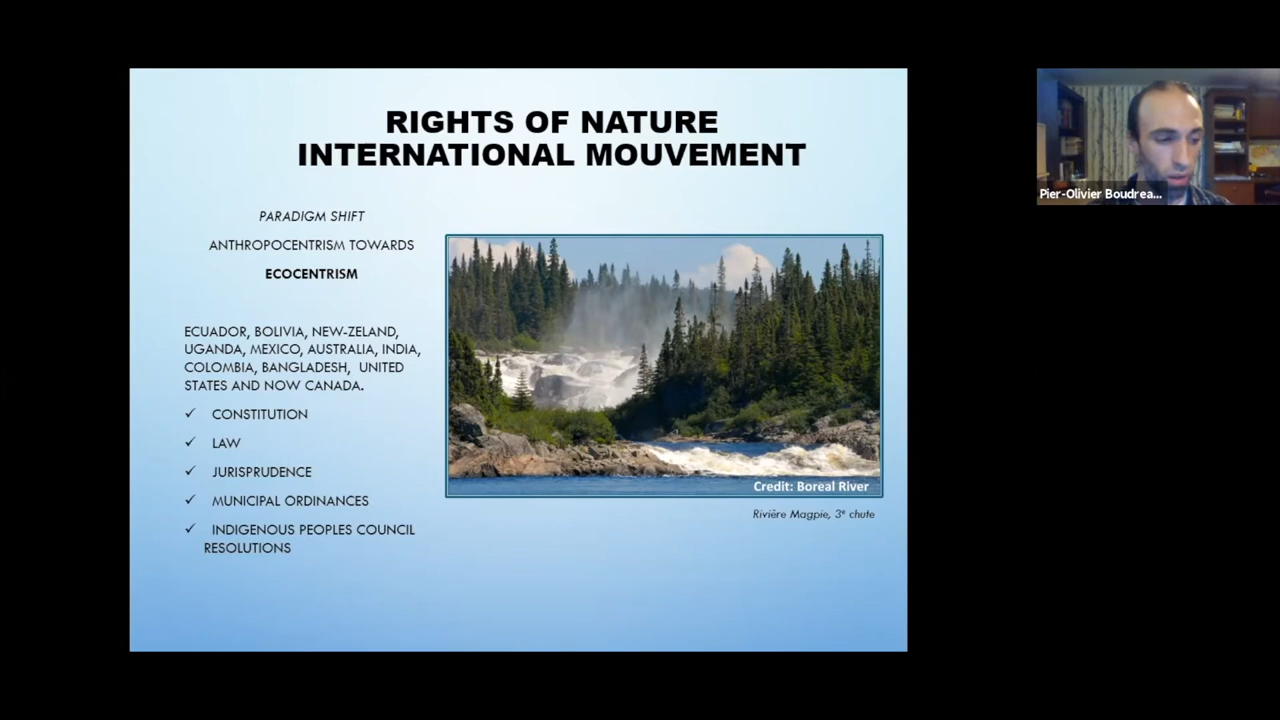 RIGHTS OF NATURE
INTERNATIONAL MOUVEMENT
PARADIGM SHIFT
ANTHROPOCENTRISM TOWARDS
ECOCENTRISM
ECUADOR, BOLIVIA, NEW-ZELAND,
UGANDA, MEXICO, AUSTRALIA, INDIA,
COLOMBIA, BANGLADESH, UNITED
STATES AND NOW CANADA.
✓ CONSTITUTION
✓ LAW
✓ JURISPRUDENCE
✓ MUNICIPAL ORDINANCES
✓ INDIGENOUS PEOPLES COUNCIL
RESOLUTIONS
Credit: Boreal River
Rivière Magpie, 3ᵉ chute
Pier-Olivier Boudrea...